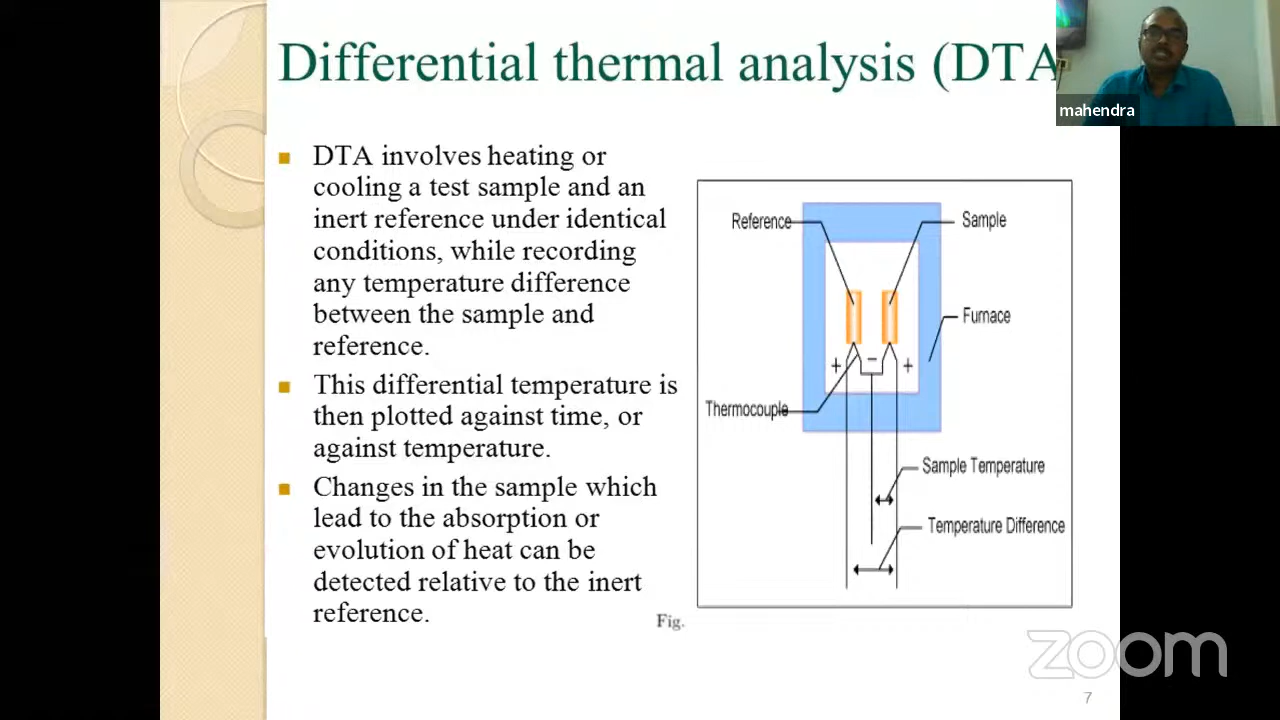 Differential thermal analysis (DTA
mahendra
DTA involves heating or
cooling a test sample and an
inert reference under identical
conditions, while recording
any temperature difference
between the sample and
reference.
This differential temperature is
then plotted against time, or
against temperature.
Changes in the sample which
lead to the absorption or
evolution of heat can be
detected relative to the inert
reference.
Reference
Sample
Furnace
+ − +
Thermocouple
Sample Temperature
Temperature Difference
Fig.
zoom
7